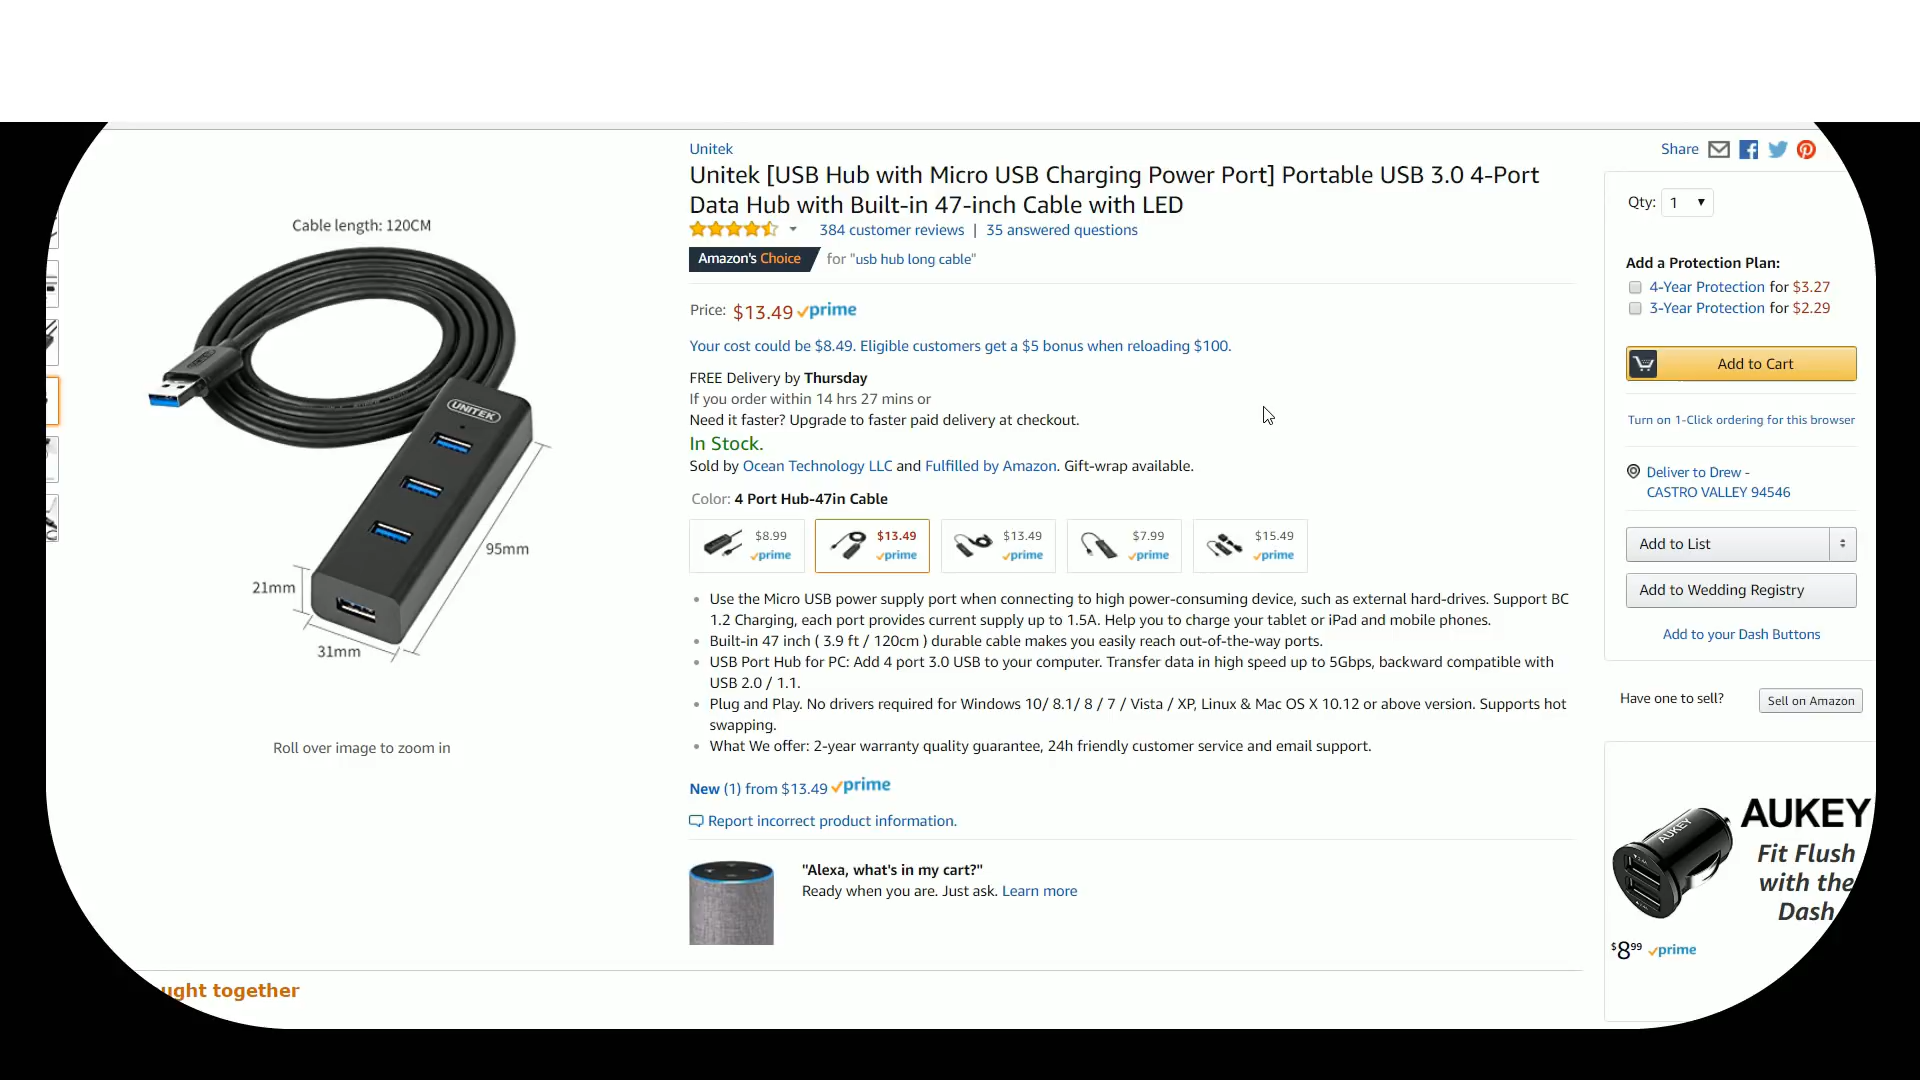 Cable length: 120CM
UNITEK
21mm
95mm
31mm
Roll over image to zoom in
Unitek
Unitek [USB Hub with Micro USB Charging Power Port] Portable USB 3.0 4-Port
Data Hub with Built-in 47-inch Cable with LED
384 customer reviews | 35 answered questions
Amazon's Choice for "usb hub long cable"
Price: $13.49 prime
Your cost could be $8.49. Eligible customers get a $5 bonus when reloading $100.
FREE Delivery by Thursday
If you order within 14 hrs 27 mins or
Need it faster? Upgrade to faster paid delivery at checkout.
In Stock.
Sold by Ocean Technology LLC and Fulfilled by Amazon. Gift-wrap available.
Color: 4 Port Hub-47in Cable
$8.99 $13.49 $13.49 $7.99 $15.49
prime prime prime prime prime
Use the Micro USB power supply port when connecting to high power-consuming device, such as external hard-drives. Support BC
1.2 Charging, each port provides current supply up to 1.5A. Help you to charge your tablet or iPad and mobile phones.
Built-in 47 inch ( 3.9 ft / 120cm ) durable cable makes you easily reach out-of-the-way ports.
USB Port Hub for PC: Add 4 port 3.0 USB to your computer. Transfer data in high speed up to 5Gbps, backward compatible with
USB 2.0 / 1.1.
Plug and Play. No drivers required for Windows 10/ 8.1/ 8 / 7 / Vista / XP, Linux & Mac OS X 10.12 or above version. Supports hot
swapping.
What We offer: 2-year warranty quality guarantee, 24h friendly customer service and email support.
New (1) from $13.49 prime
Report incorrect product information.
"Alexa, what's in my cart?"
Ready when you are. Just ask. Learn more
ught together
Share
Qty: 1
Add a Protection Plan:
4-Year Protection for $3.27
3-Year Protection for $2.29
Add to Cart
Turn on 1-Click ordering for this browser
Deliver to Drew -
CASTRO VALLEY 94546
Add to List
Add to Wedding Registry
Add to your Dash Buttons
Have one to sell? Sell on Amazon
AUKEY
AUKEY
Fit Flush
with the
Dash
$8.99 prime